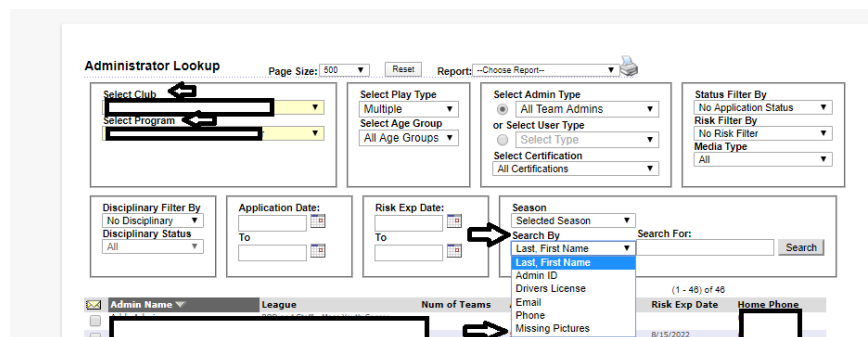 Administrator Lookup
Page Size: 500 Reset Report: --Choose Report--
Select Club
Select Program
Select Play Type
Multiple
Select Age Group
All Age Groups
Select Admin Type
All Team Admins
or Select User Type
Select Type
Select Certification
All Certifications
Status Filter By
No Application Status
Risk Filter By
No Risk Filter
Media Type
All
Disciplinary Filter By
No Disciplinary
Disciplinary Status
All
Application Date:
To
Risk Exp Date:
To
Season
Selected Season
Search By
Search For:
Last, First Name
Search
Last, First Name
Admin ID
Drivers License
Email
Phone
Missing Pictures
(1 - 46) of 46
Admin Name League Num of Teams Risk Exp Date Home Phone
8/15/2022